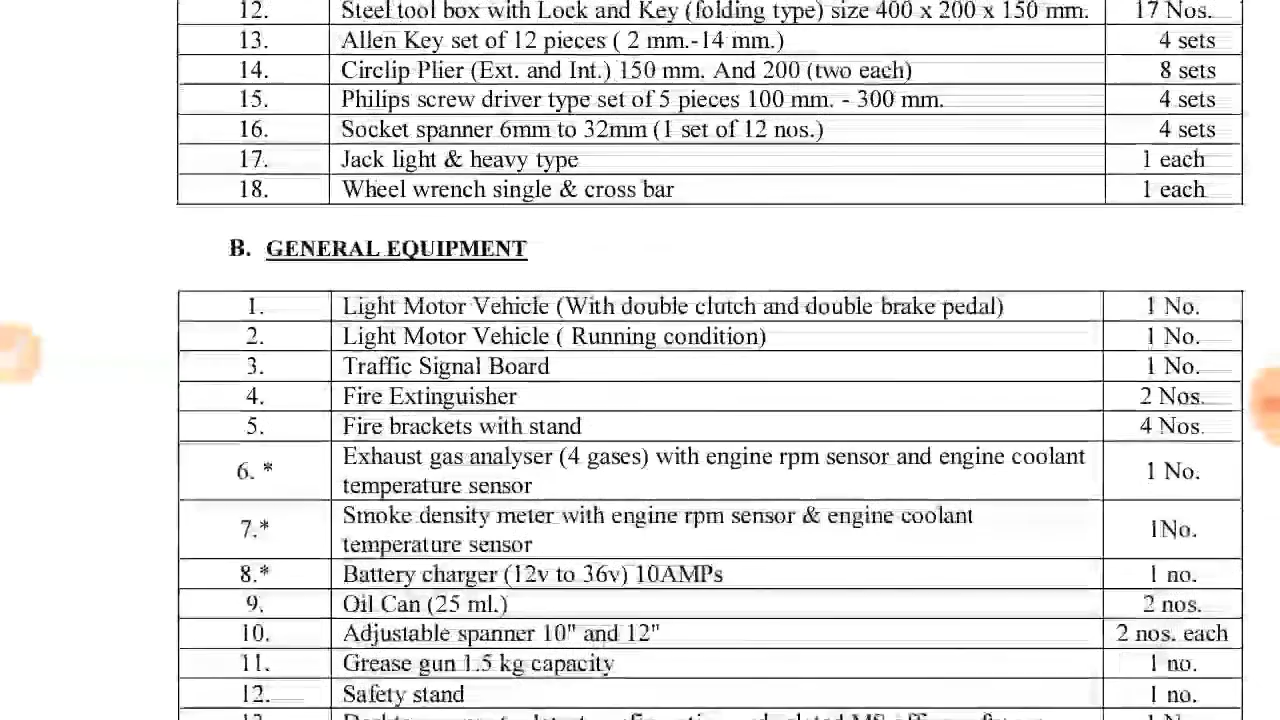 12. Steel tool box with Lock and Key (folding type) size 400 x 200 x 150 mm. 17 Nos.
13. Allen Key set of 12 pieces ( 2 mm.-14 mm.) 4 sets
14. Circlip Plier (Ext. and Int.) 150 mm. And 200 (two each) 8 sets
15. Philips screw driver type set of 5 pieces 100 mm. - 300 mm. 4 sets
16. Socket spanner 6mm to 32mm (1 set of 12 nos.) 4 sets
17. Jack light & heavy type 1 each
18. Wheel wrench single & cross bar 1 each
B. GENERAL EQUIPMENT
1. Light Motor Vehicle (With double clutch and double brake pedal) 1 No.
2. Light Motor Vehicle ( Running condition) 1 No.
3. Traffic Signal Board 1 No.
4. Fire Extinguisher 2 Nos.
5. Fire brackets with stand 4 Nos.
6. * Exhaust gas analyser (4 gases) with engine rpm sensor and engine coolant 1 No.
temperature sensor
7.* Smoke density meter with engine rpm sensor & engine coolant 1No.
temperature sensor
8.* Battery charger (12v to 36v) 10AMPs 1 no.
9. Oil Can (25 ml.) 2 nos.
10. Adjustable spanner 10" and 12" 2 nos. each
11. Grease gun 1.5 kg capacity 1 no.
12. Safety stand 1 no.